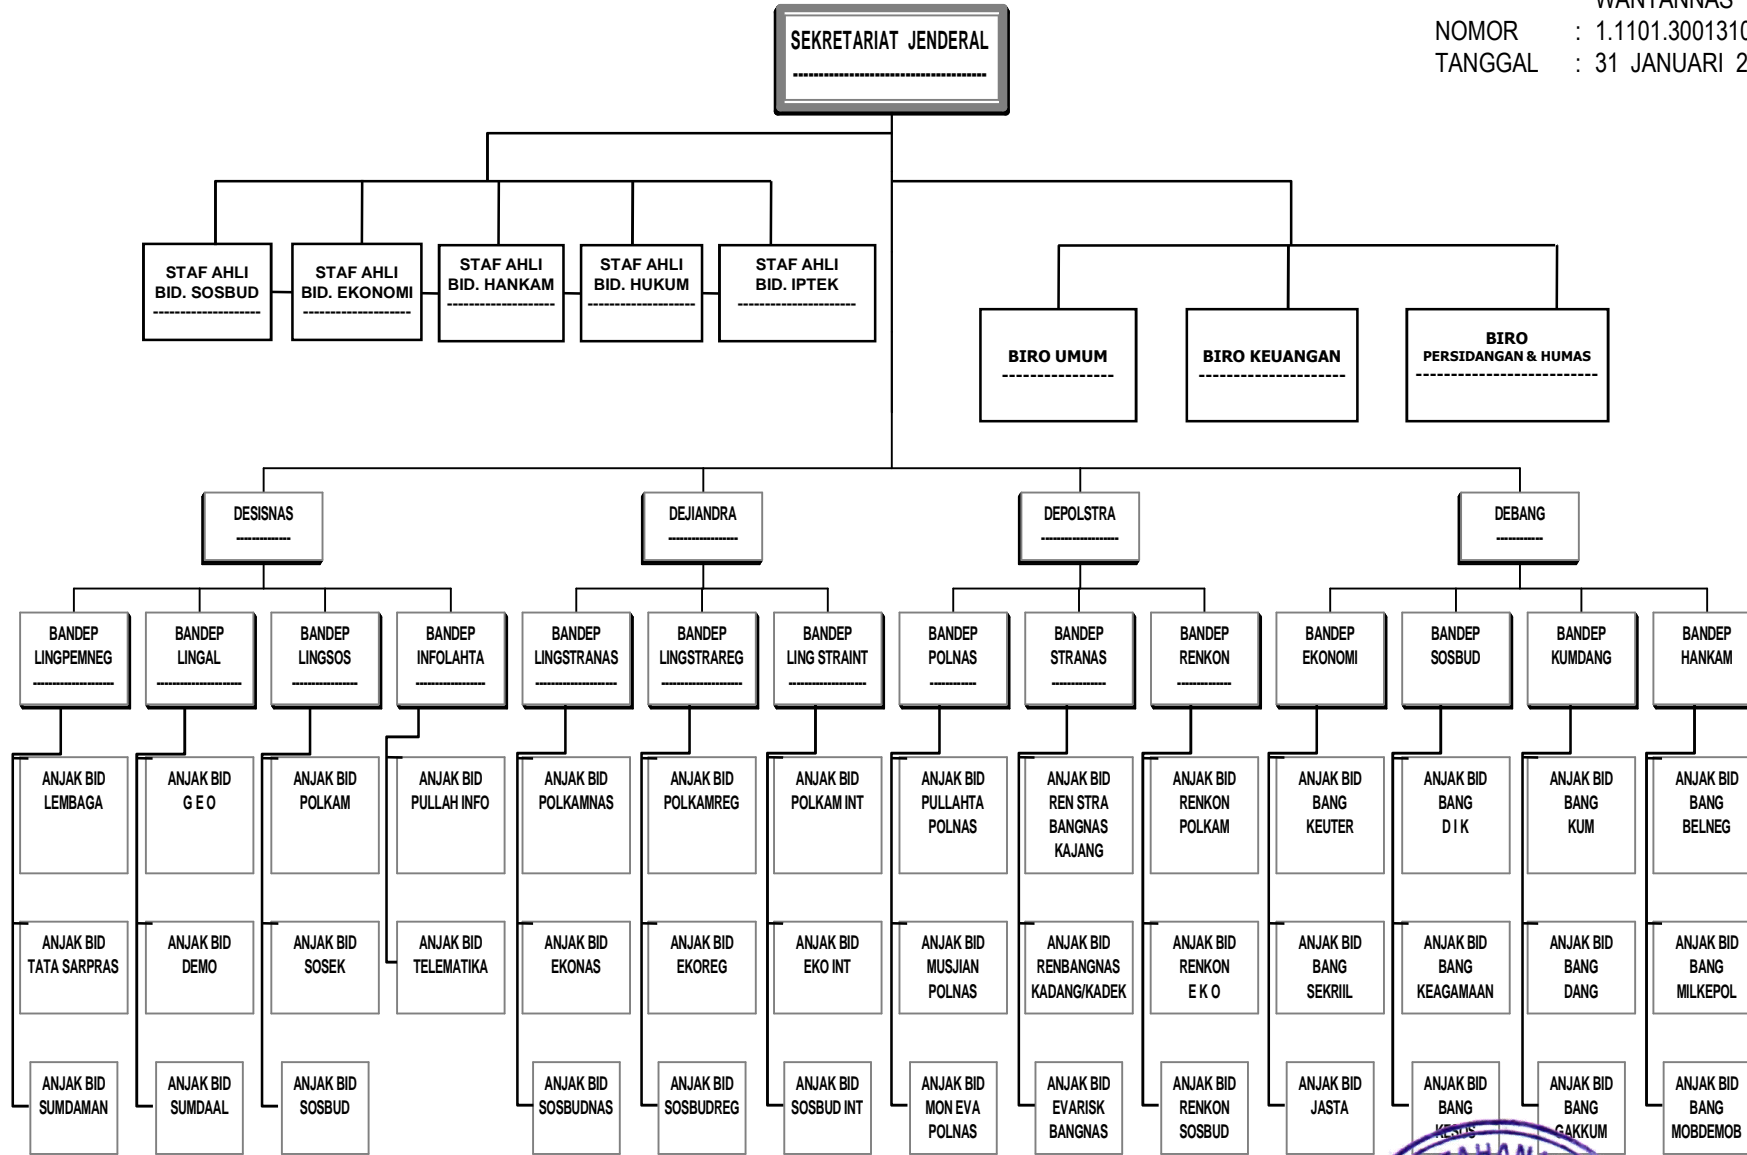 WANTANNAS
NOMOR : 1.1101.3001310
TANGGAL : 31 JANUARI 2
SEKRETARIAT JENDERAL
STAF AHLI
BID. SOSBUD
STAF AHLI
BID. EKONOMI
STAF AHLI
BID. HANKAM
STAF AHLI
BID. HUKUM
STAF AHLI
BID. IPTEK
BIRO UMUM
BIRO KEUANGAN
BIRO
PERSIDANGAN & HUMAS
DESISNAS
DEJIANDRA
DEPOLSTRA
DEBANG
BANDEP
LINGPEMNEG
BANDEP
LINGAL
BANDEP
LINGSOS
BANDEP
INFOLAHTA
BANDEP
LINGSTRANAS
BANDEP
LINGSTRAREG
BANDEP
LING STRAINT
BANDEP
POLNAS
BANDEP
STRANAS
BANDEP
RENKON
BANDEP
EKONOMI
BANDEP
SOSBUD
BANDEP
KUMDANG
BANDEP
HANKAM
ANJAK BID
LEMBAGA
ANJAK BID
G E O
ANJAK BID
POLKAM
ANJAK BID
PULLAH INFO
ANJAK BID
POLKAMNAS
ANJAK BID
POLKAMREG
ANJAK BID
POLKAM INT
ANJAK BID
PULLAHTA
POLNAS
ANJAK BID
REN STRA
BANGNAS
KAJANG
ANJAK BID
RENKON
POLKAM
ANJAK BID
BANG
KEUTER
ANJAK BID
BANG
D I K
ANJAK BID
BANG
KUM
ANJAK BID
BANG
BELNEG
ANJAK BID
TATA SARPRAS
ANJAK BID
DEMO
ANJAK BID
SOSEK
ANJAK BID
TELEMATIKA
ANJAK BID
EKONAS
ANJAK BID
EKOREG
ANJAK BID
EKO INT
ANJAK BID
MUSJIAN
POLNAS
ANJAK BID
RENBANGNAS
KADANG/KADEK
ANJAK BID
RENKON
E K O
ANJAK BID
BANG
SEKRIIL
ANJAK BID
BANG
KEAGAMAAN
ANJAK BID
BANG
DANG
ANJAK BID
BANG
MILKEPOL
ANJAK BID
SUMDAMAN
ANJAK BID
SUMDAAL
ANJAK BID
SOSBUD
ANJAK BID
SOSBUDNAS
ANJAK BID
SOSBUDREG
ANJAK BID
SOSBUD INT
ANJAK BID
MON EVA
POLNAS
ANJAK BID
EVARISK
BANGNAS
ANJAK BID
RENKON
SOSBUD
ANJAK BID
JASTA
ANJAK BID
BANG
KESOS
ANJAK BID
BANG
GAKKUM
ANJAK BID
BANG
MOBDEMOB